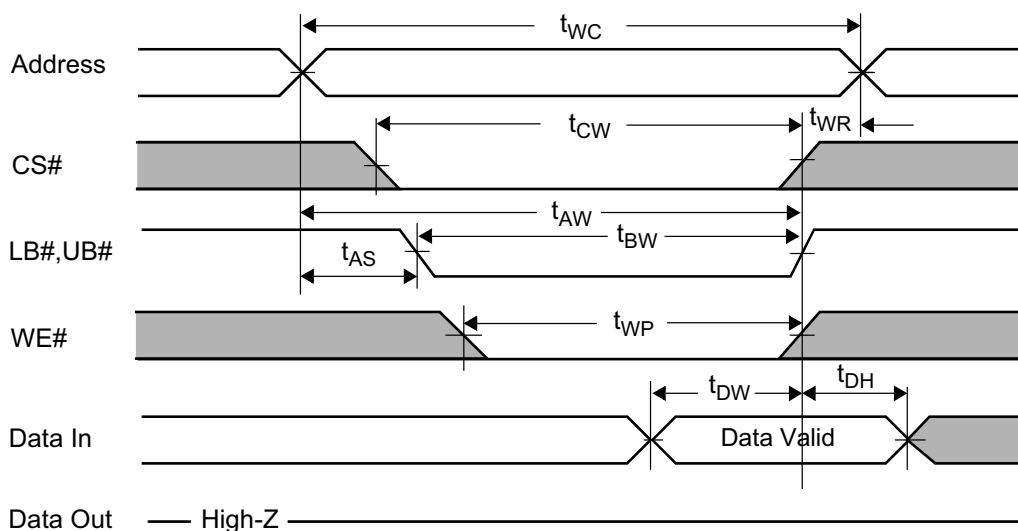 tWC
Address
tCW
tWR
CS#
tAW
LB#,UB#
tBW
tAS
WE#
tWP
tDW
tDH
Data In
Data Valid
Data Out
High-Z